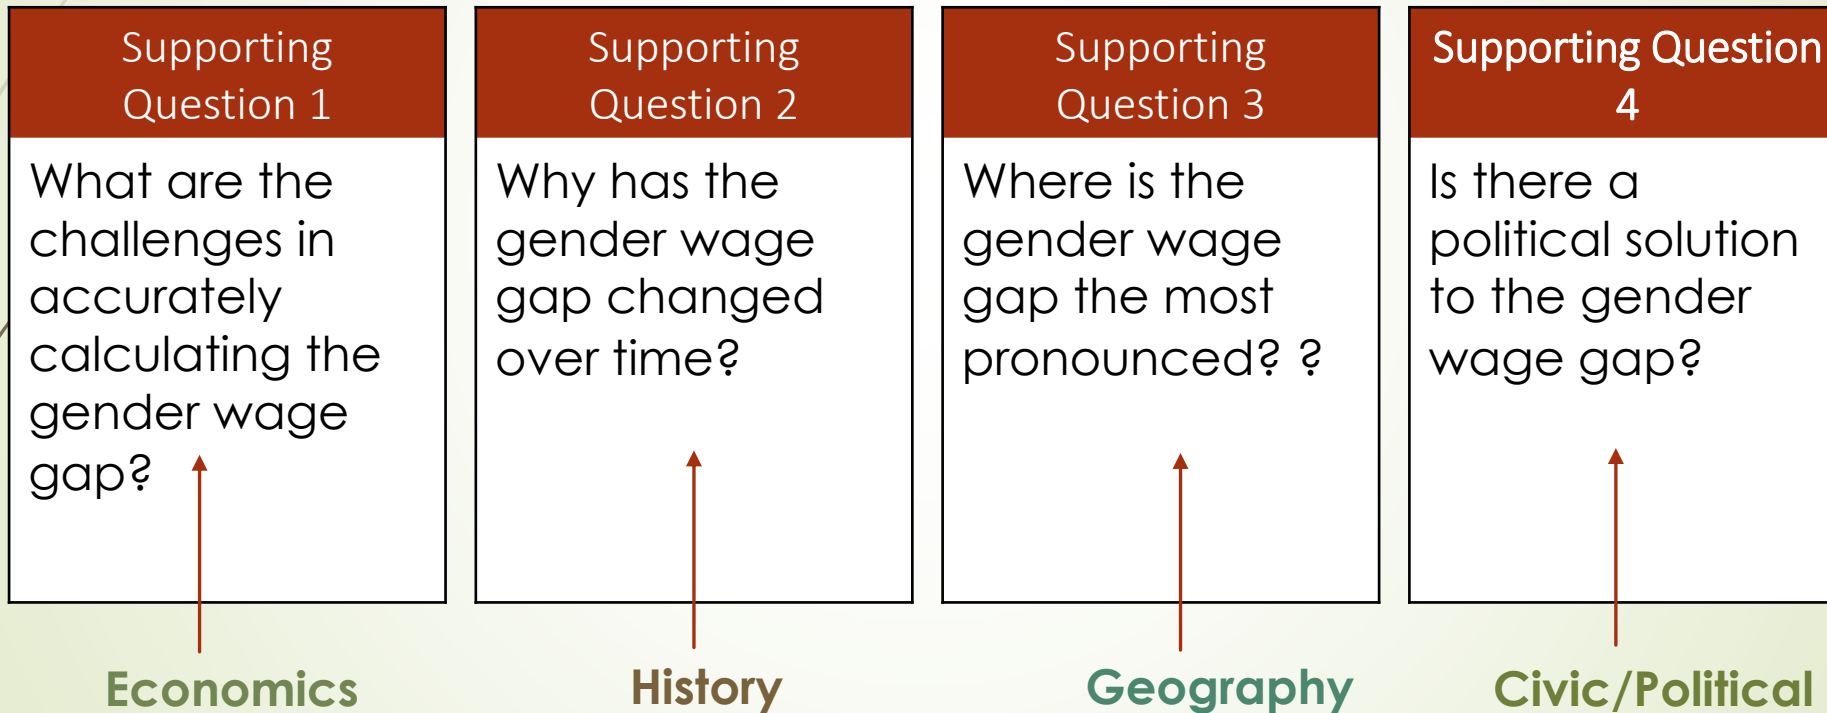 Supporting
Question 1
What are the
challenges in
accurately
calculating the
gender wage
gap?
Economics
Supporting
Question 2
Why has the
gender wage
gap changed
over time?
History
Supporting
Question 3
Where is the
gender wage
gap the most
pronounced? ?
Geography
Supporting Question
4
Is there a
political solution
to the gender
wage gap?
Civic/Political